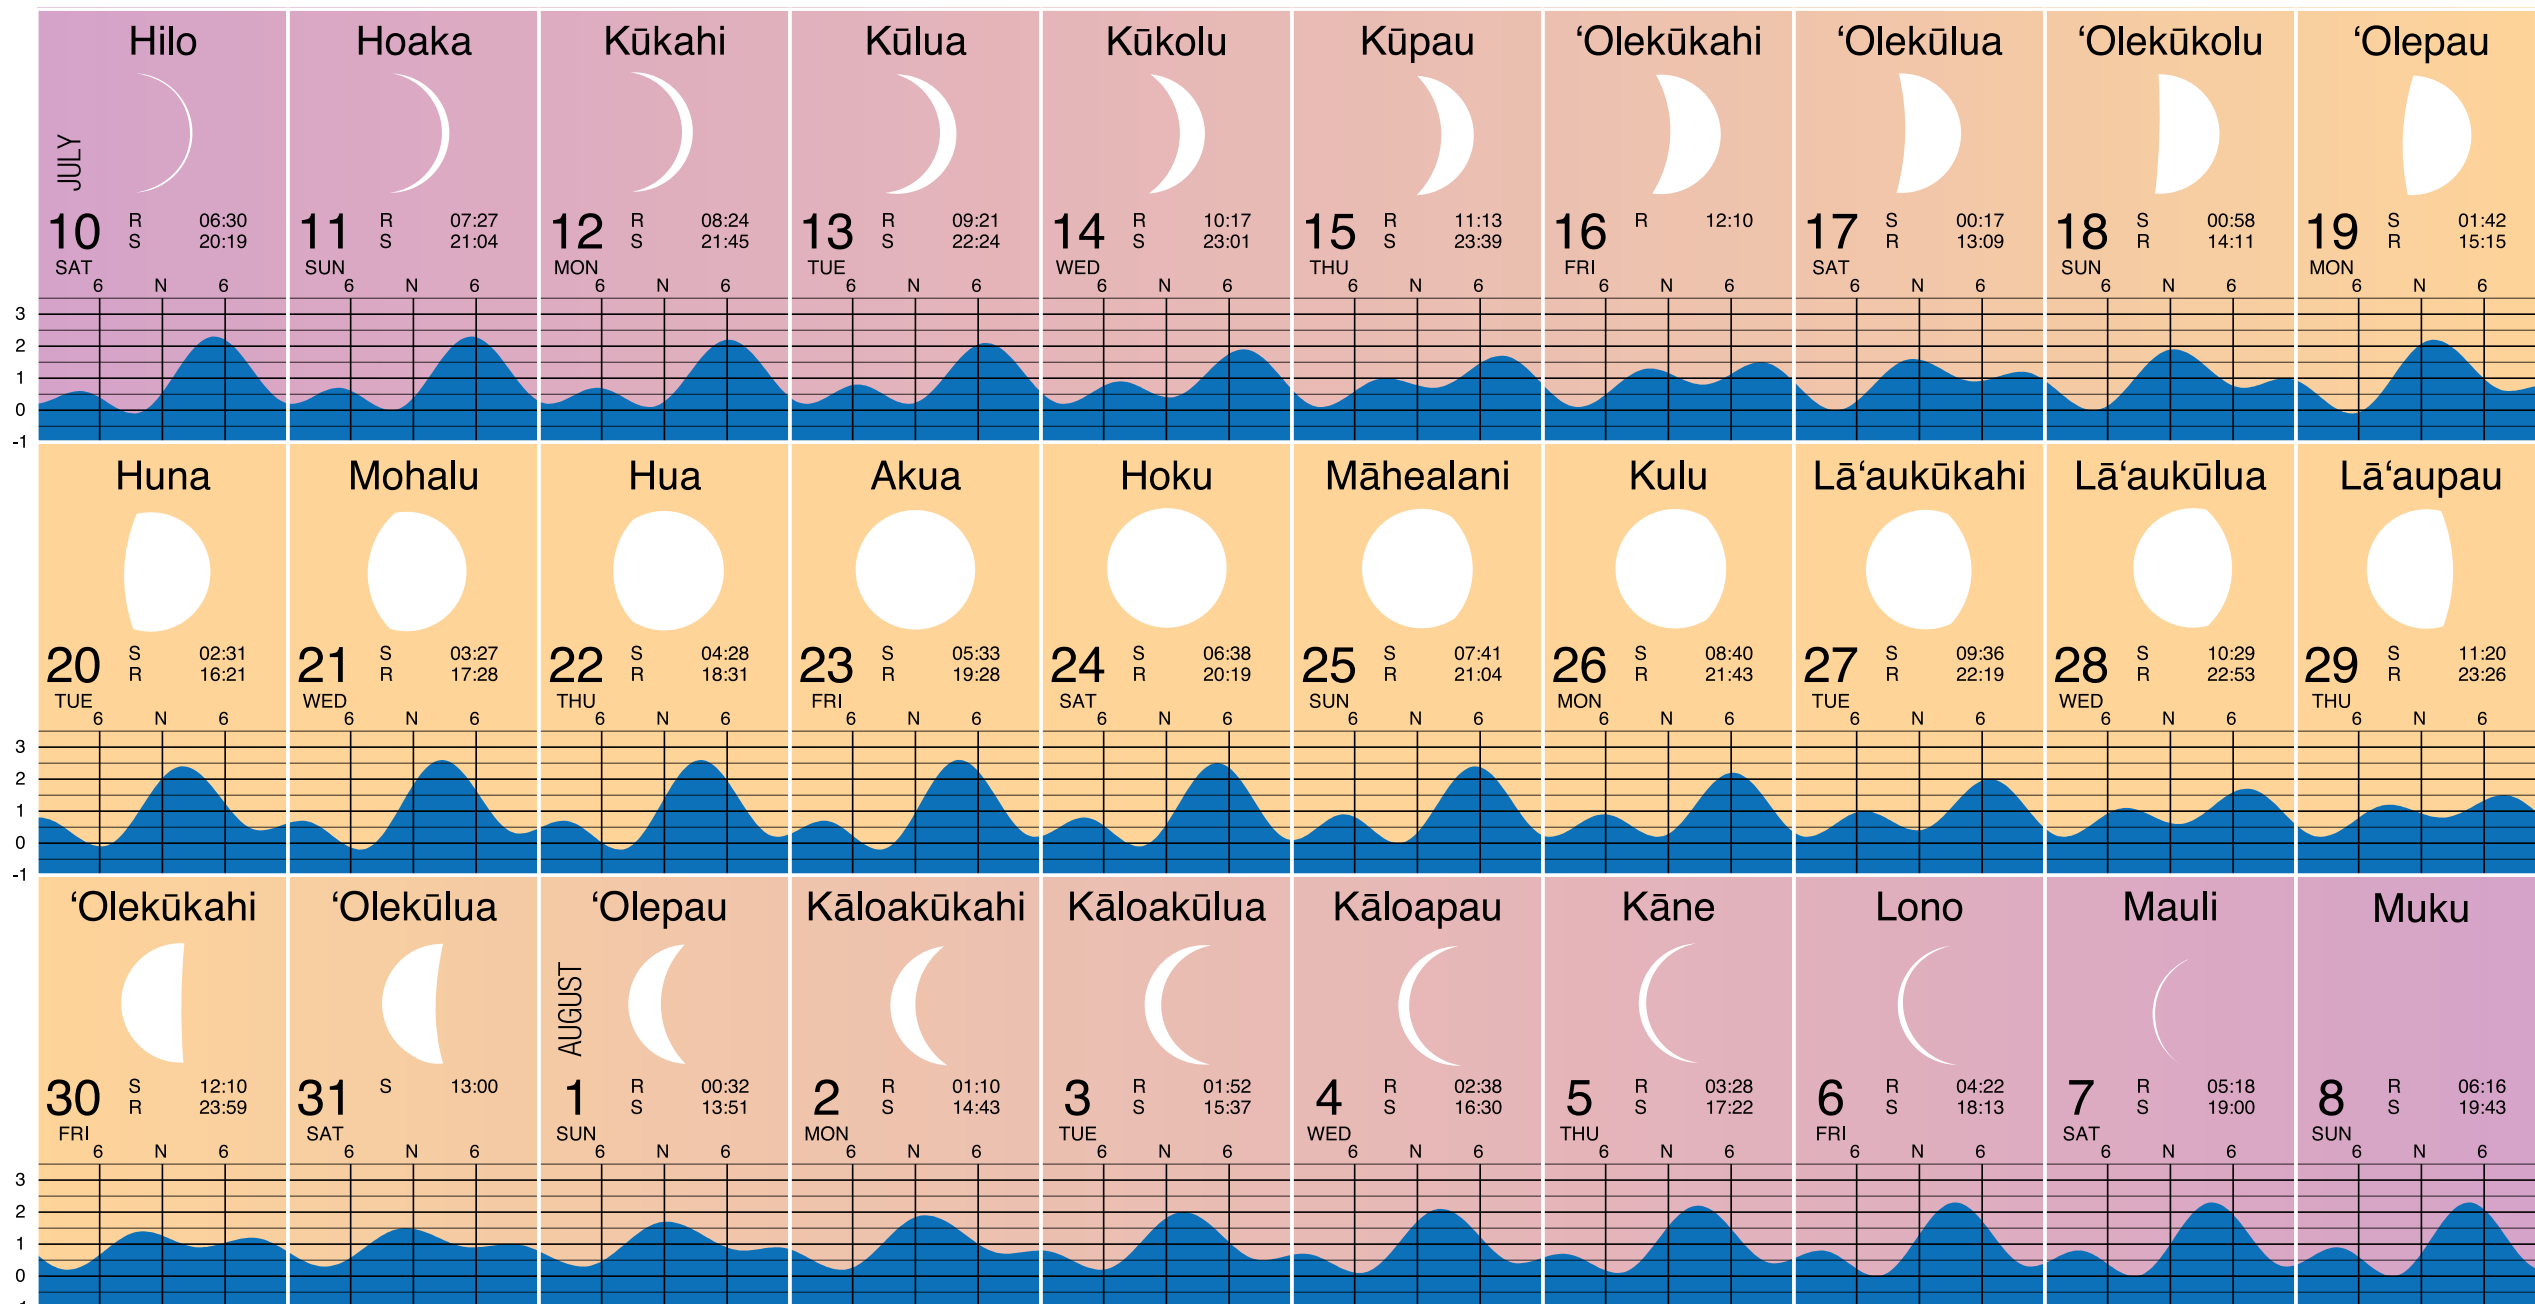 Hilo Hoaka Kūkahi Kūlua Kūkolu Kūpau ʻOlekūkahi ʻOlekūlua ʻOlekūkolu ʻOlepau
JULY
10 R 06:30 11 R 07:27 12 R 08:24 13 R 09:21 14 R 10:17 15 R 11:13 16 R 12:10 17 S 00:17 18 S 00:58 19 S 01:42
S 20:19 S 21:04 S 21:45 S 22:24 S 23:01 S 23:39 R 13:09 R 14:11 R 15:15
SAT SUN MON TUE WED THU FRI SAT SUN MON
6 N 6 6 N 6 6 N 6 6 N 6 6 N 6 6 N 6 6 N 6 6 N 6 6 N 6 6 N 6
3
2
1
0
-1
Huna Mohalu Hua Akua Hoku Māhealani Kulu Lāʻaukūkahi Lāʻaukūlua Lāʻaupau
20 S 02:31 21 S 03:27 22 S 04:28 23 S 05:33 24 S 06:38 25 S 07:41 26 S 08:40 27 S 09:36 28 S 10:29 29 S 11:20
R 16:21 R 17:28 R 18:31 R 19:28 R 20:19 R 21:04 R 21:43 R 22:19 R 22:53 R 23:26
TUE WED THU FRI SAT SUN MON TUE WED THU
6 N 6 6 N 6 6 N 6 6 N 6 6 N 6 6 N 6 6 N 6 6 N 6 6 N 6 6 N 6
3
2
1
0
-1
ʻOlekūkahi ʻOlekūlua ʻOlepau Kāloakūkahi Kāloakūlua Kāloapau Kāne Lono Mauli Muku
AUGUST
30 S 12:10 31 S 13:00 1 R 00:32 2 R 01:10 3 R 01:52 4 R 02:38 5 R 03:28 6 R 04:22 7 R 05:18 8 R 06:16
R 23:59 S 13:51 S 14:43 S 15:37 S 16:30 S 17:22 S 18:13 S 19:00 S 19:43
FRI SAT SUN MON TUE WED THU FRI SAT SUN
6 N 6 6 N 6 6 N 6 6 N 6 6 N 6 6 N 6 6 N 6 6 N 6 6 N 6 6 N 6
3
2
1
0